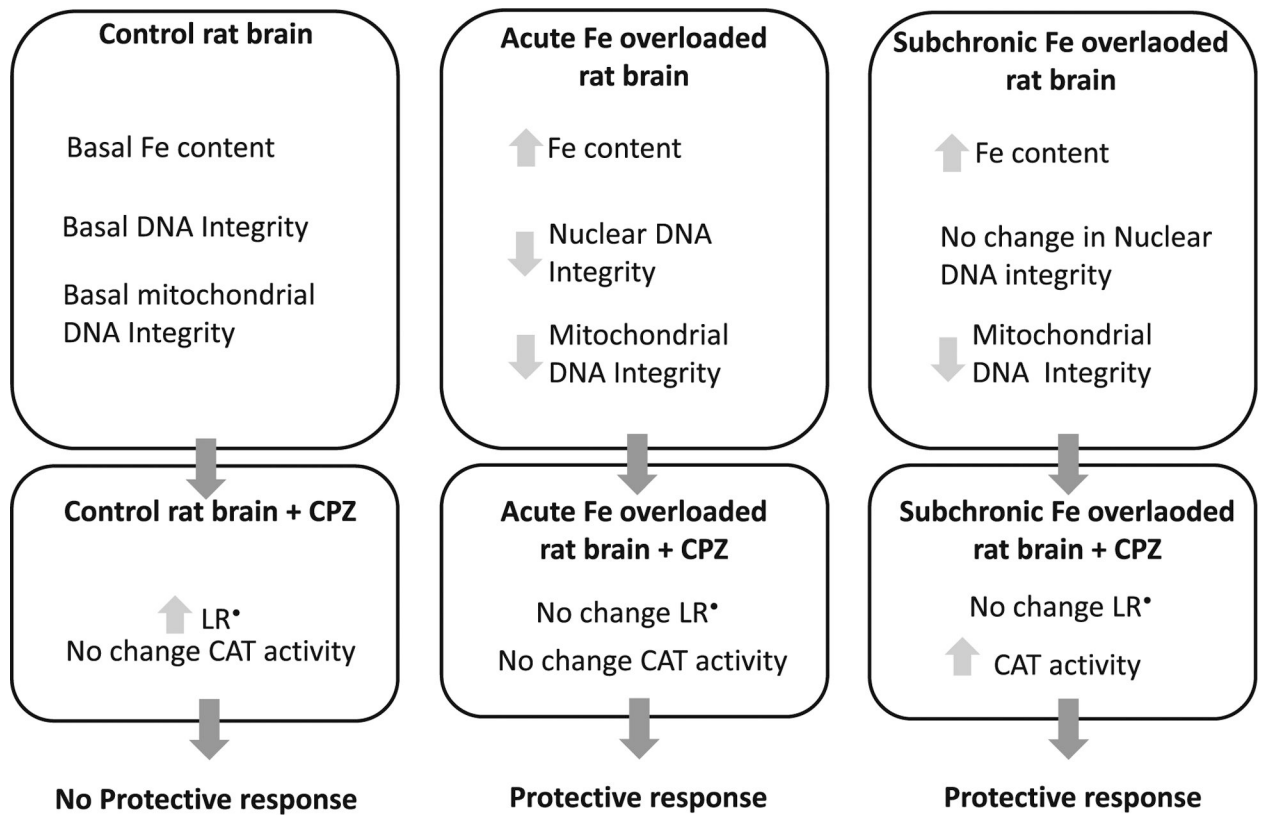 Control rat brain
Basal Fe content
Basal DNA Integrity
Basal mitochondrial
DNA Integrity
Control rat brain + CPZ
LR•
No change CAT activity
No Protective response
Acute Fe overloaded
rat brain
Fe content
Nuclear DNA
Integrity
Mitochondrial
DNA Integrity
Acute Fe overloaded
rat brain + CPZ
No change LR•
No change CAT activity
Protective response
Subchronic Fe overlaoded
rat brain
Fe content
No change in Nuclear
DNA integrity
Mitochondrial
DNA Integrity
Subchronic Fe overlaoded
rat brain + CPZ
No change LR•
CAT activity
Protective response